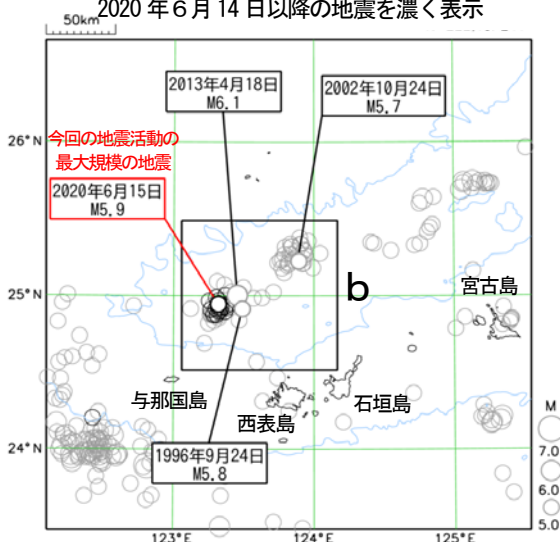 2020年6月14日以降の地震を濃く表示
50km
2013年4月18日
M6.1
2002年10月24日
M5.7
26°N
今回の地震活動の
最大規模の地震
2020年6月15日
M5.9
b
宮古島
25°N
与那国島
石垣島
西表島
24°N
1996年9月24日
M5.8
M
7.0
6.0
5.0
123°E
124°E
125°E